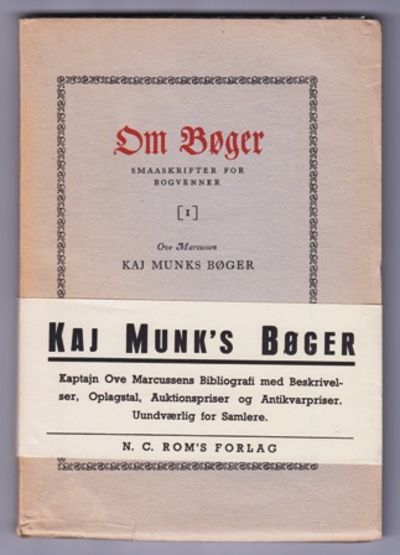 Om Bøger
SMAASKRIFTER FOR
BOGVENNER
[1]
Ove Marcussen
KAJ MUNKS BØGER
KAJ MUNK'S BØGER
Kaptajn Ove Marcussens Bibliografi med Beskrivel-
ser, Oplagstal, Auktionspriser og Antikvarpriser.
Uundværlig for Samlere.
N. C. ROM'S FORLAG